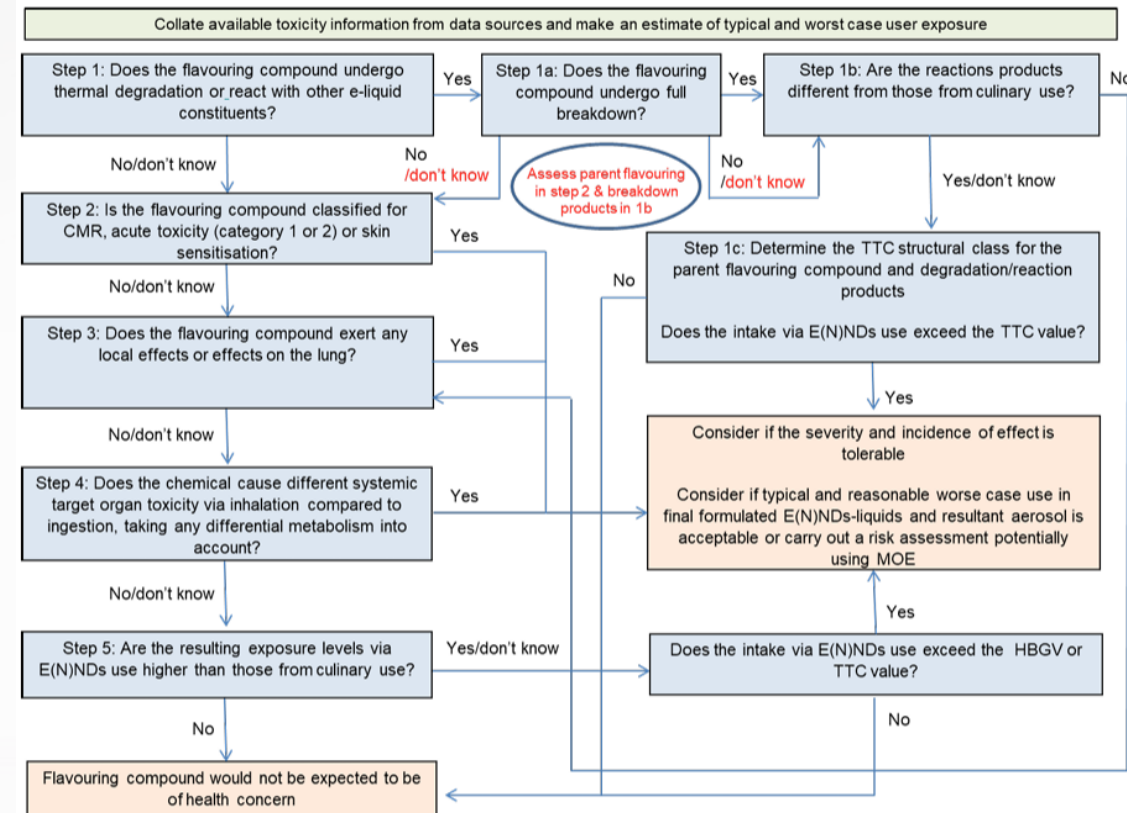 Collate available toxicity information from data sources and make an estimate of typical and worst case user exposure
Step 1: Does the flavouring compound undergo
thermal degradation or react with other e-liquid
constituents?
Yes
Step 1a: Does the flavouring
compound undergo full
breakdown?
Yes
Step 1b: Are the reactions products
different from those from culinary use?
No/don't know
No
/don't know
Assess parent flavouring
in step 2 & breakdown
products in 1b
No
/don't know
Yes/don't know
Step 2: Is the flavouring compound classified for
CMR, acute toxicity (category 1 or 2) or skin
sensitisation?
Yes
No/don't know
Step 1c: Determine the TTC structural class for the
parent flavouring compound and degradation/reaction
products
Does the intake via E(N)NDs use exceed the TTC value?
No
Yes
Step 3: Does the flavouring compound exert any
local effects or effects on the lung?
Yes
No/don't know
Consider if the severity and incidence of effect is
tolerable
Consider if typical and reasonable worse case use in
final formulated E(N)NDs-liquids and resultant aerosol is
acceptable or carry out a risk assessment potentially
using MOE
Step 4: Does the chemical cause different systemic
target organ toxicity via inhalation compared to
ingestion, taking any differential metabolism into
account?
Yes
No/don't know
Yes
Step 5: Are the resulting exposure levels via
E(N)NDs use higher than those from culinary use?
Yes/don't know
Does the intake via E(N)NDs use exceed the HBGV or
TTC value?
No
No
Flavouring compound would not be expected to be
of health concern